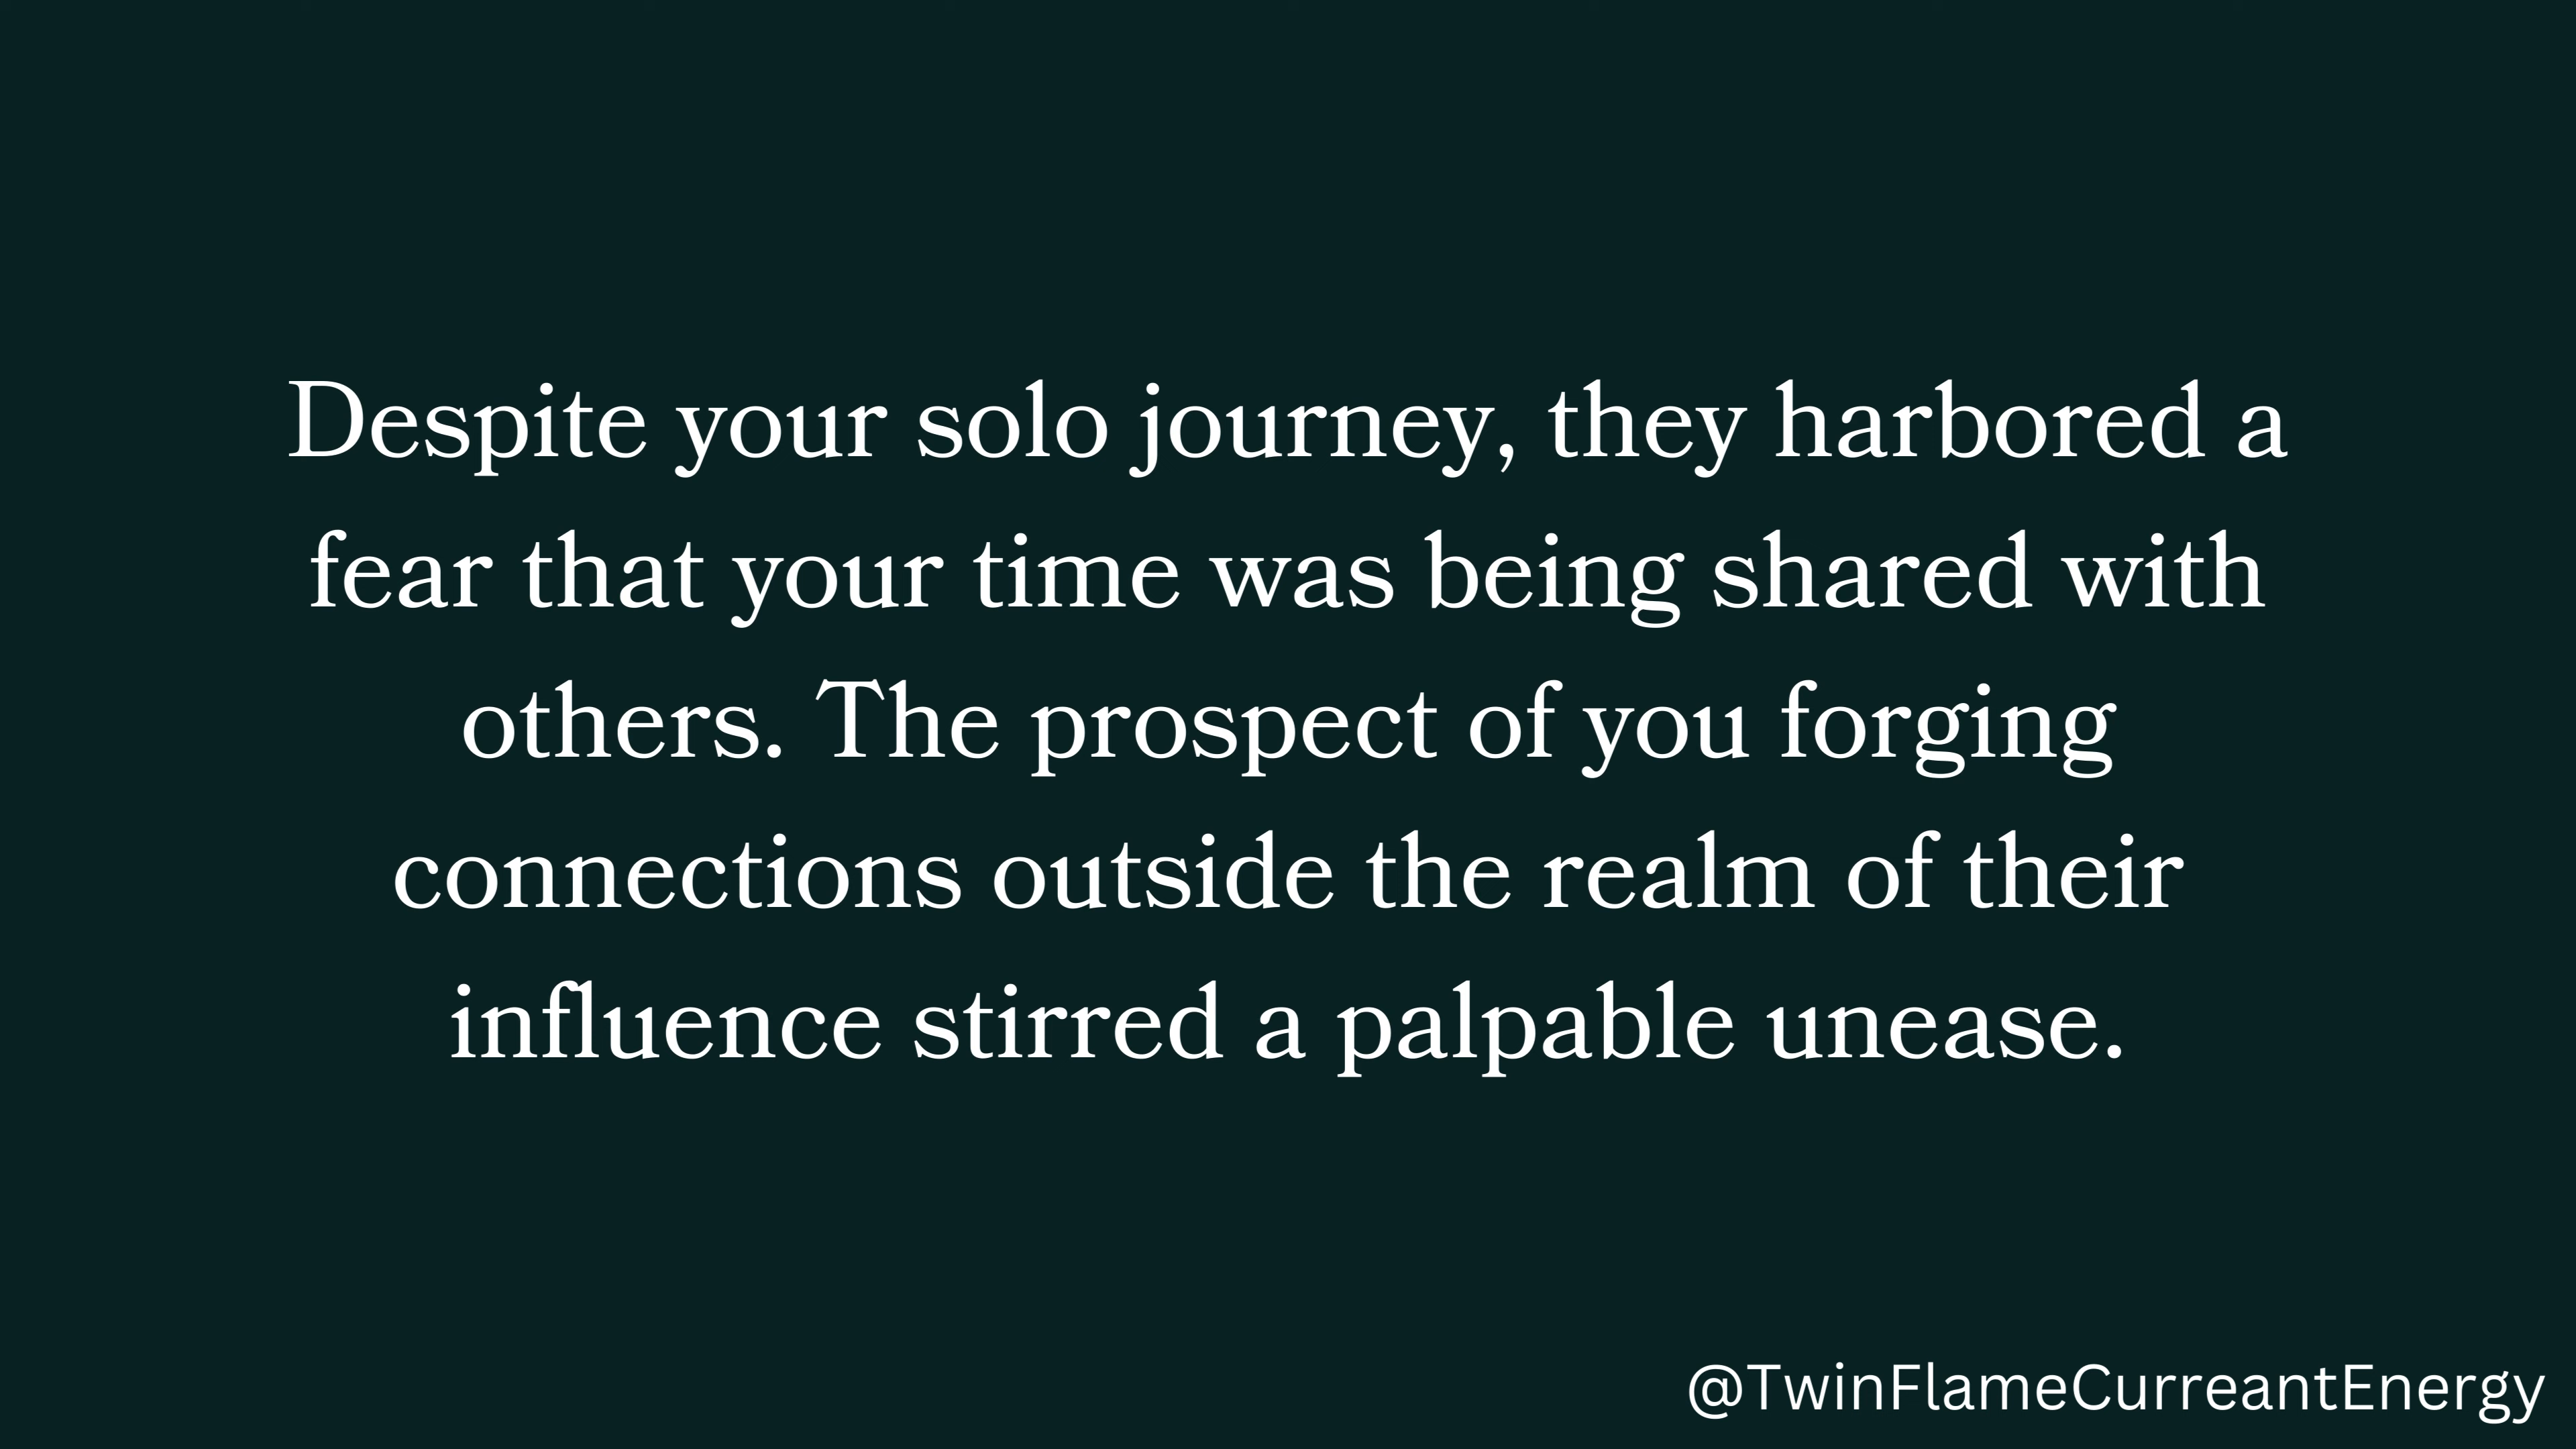 Despite your solo journey, they harbored a
fear that your time was being shared with
others. The prospect of you forging
connections outside the realm of their
influence stirred a palpable unease.
@TwinFlameCurreantEnergy